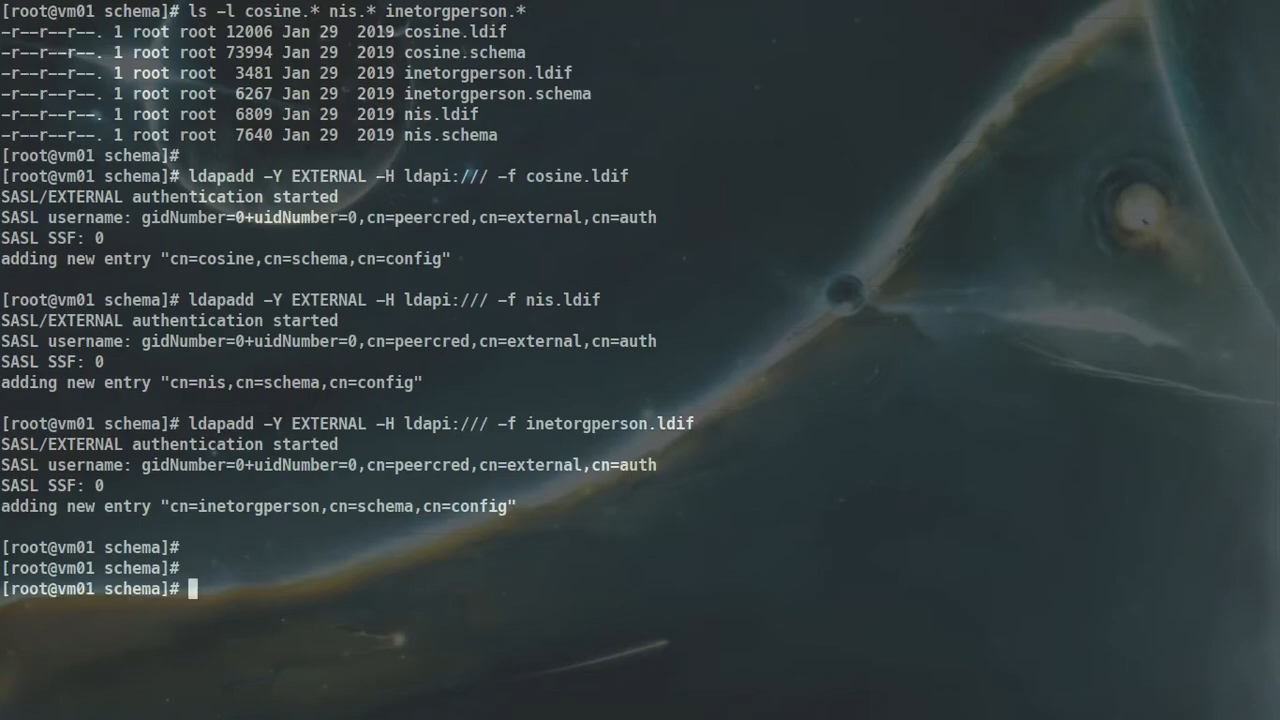 [root@vm01 schema]# ls -l cosine.* nis.* inetorgperson.*
-r--r--r--. 1 root root 12006 Jan 29  2019 cosine.ldif
-r--r--r--. 1 root root 73994 Jan 29  2019 cosine.schema
-r--r--r--. 1 root root  3481 Jan 29  2019 inetorgperson.ldif
-r--r--r--. 1 root root  6267 Jan 29  2019 inetorgperson.schema
-r--r--r--. 1 root root  6809 Jan 29  2019 nis.ldif
-r--r--r--. 1 root root  7640 Jan 29  2019 nis.schema
[root@vm01 schema]#
[root@vm01 schema]# ldapadd -Y EXTERNAL -H ldapi:/// -f cosine.ldif
SASL/EXTERNAL authentication started
SASL username: gidNumber=0+uidNumber=0,cn=peercred,cn=external,cn=auth
SASL SSF: 0
adding new entry "cn=cosine,cn=schema,cn=config"
[root@vm01 schema]# ldapadd -Y EXTERNAL -H ldapi:/// -f nis.ldif
SASL/EXTERNAL authentication started
SASL username: gidNumber=0+uidNumber=0,cn=peercred,cn=external,cn=auth
SASL SSF: 0
adding new entry "cn=nis,cn=schema,cn=config"
[root@vm01 schema]# ldapadd -Y EXTERNAL -H ldapi:/// -f inetorgperson.ldif
SASL/EXTERNAL authentication started
SASL username: gidNumber=0+uidNumber=0,cn=peercred,cn=external,cn=auth
SASL SSF: 0
adding new entry "cn=inetorgperson,cn=schema,cn=config"
[root@vm01 schema]#
[root@vm01 schema]#
[root@vm01 schema]#